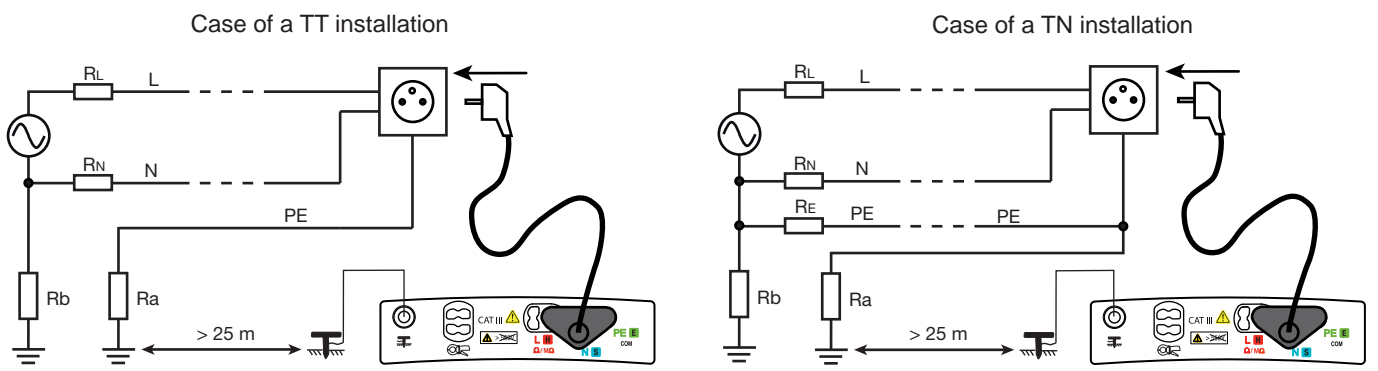 Case of a TT installation
RL
L
RN
N
PE
Rb
Ra
> 25 m
CAT III
L H
Ω/MΩ
N S
PE E
COM
Case of a TN installation
RL
L
RN
N
RE
PE
PE
Rb
Ra
> 25 m
CAT III
L H
Ω/MΩ
N S
PE E
COM